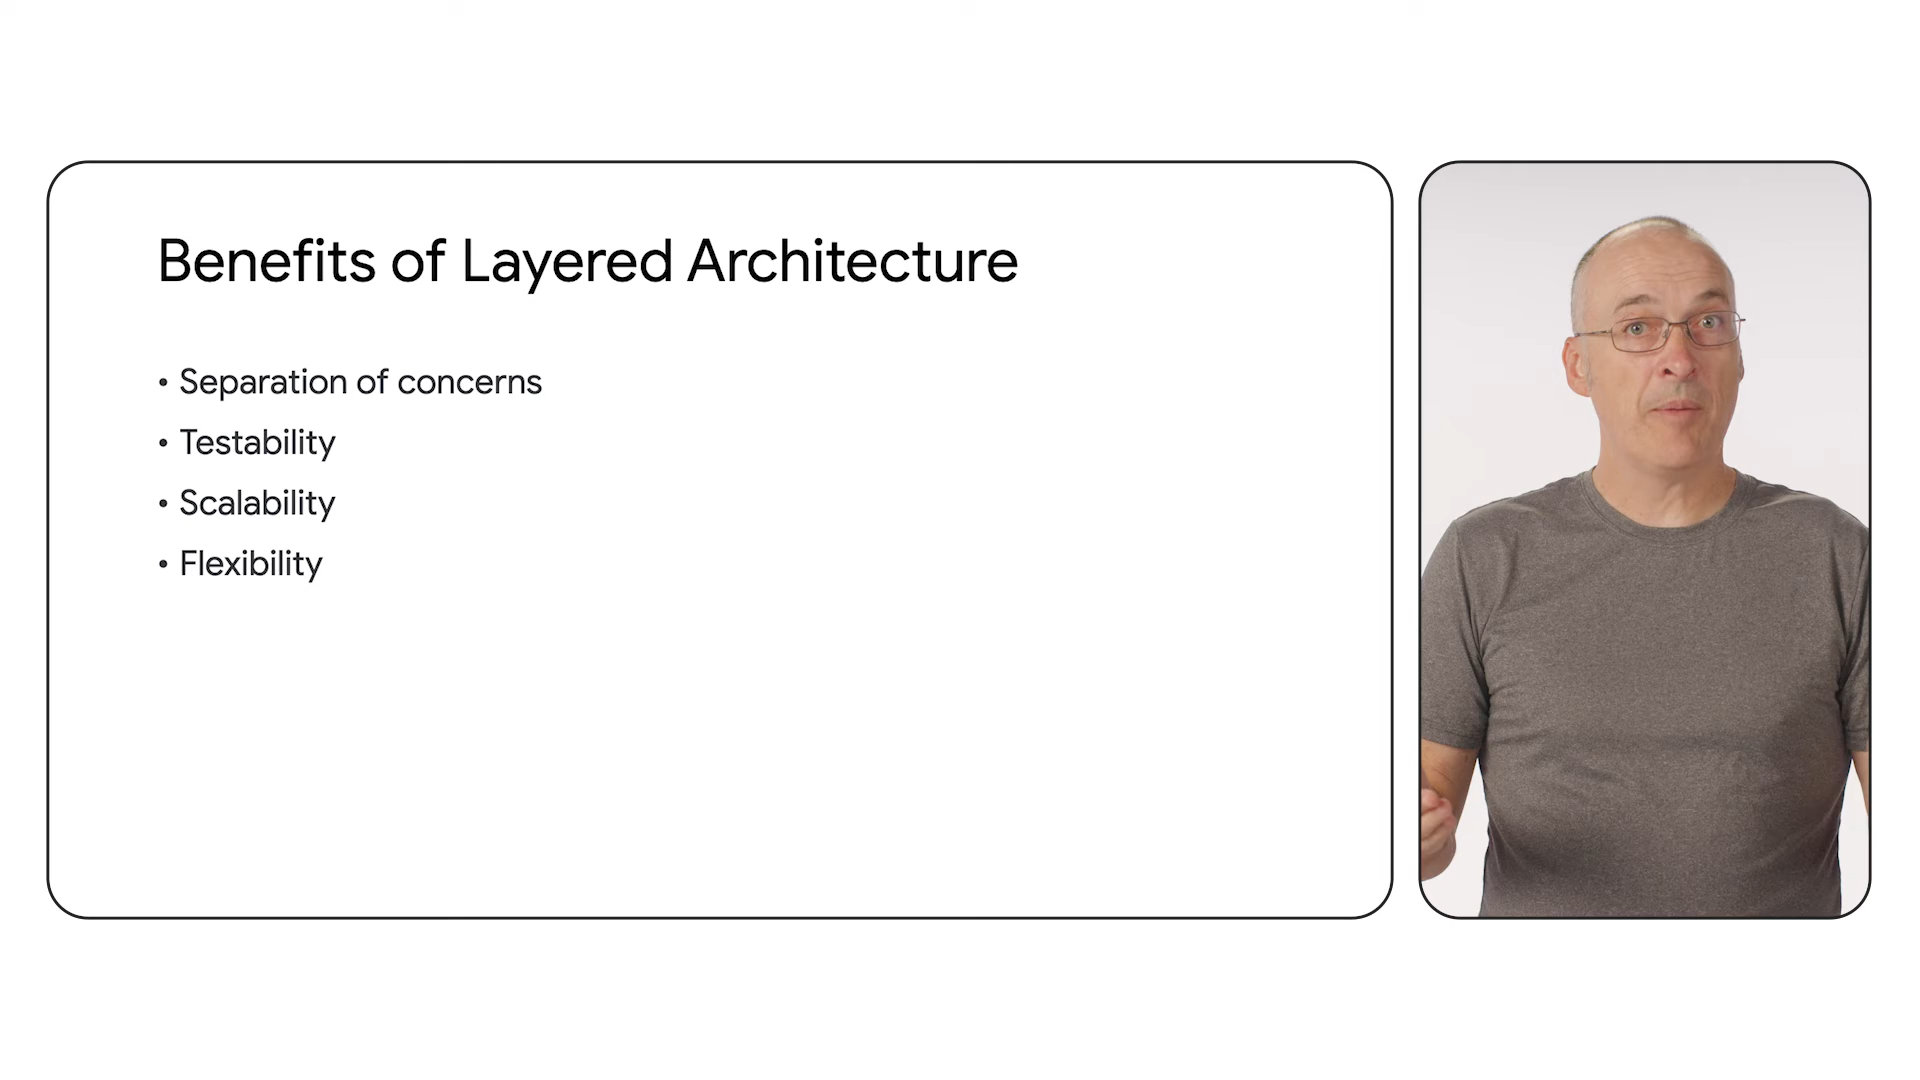 Benefits of Layered Architecture
• Separation of concerns
• Testability
• Scalability
• Flexibility